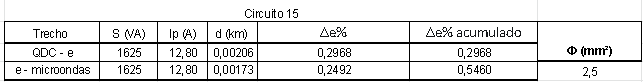 Circuito 15
Trecho S (VA) Ip (A) d (km) Δe% Δe% acumulado
QDC - e 1625 12,80 0,00206 0,2968 0,2968 Φ (mm²)
e - microondas 1625 12,80 0,00173 0,2492 0,5460 2,5